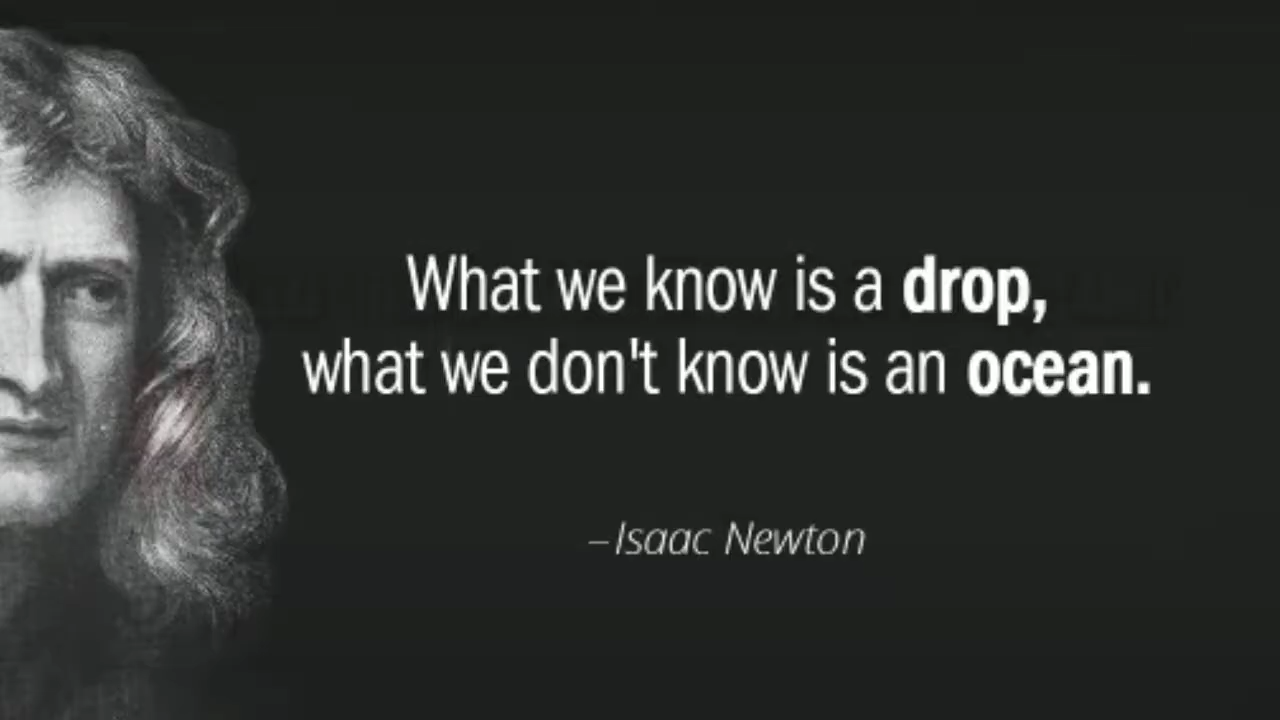 What we know is a drop,
what we don't know is an ocean.
–Isaac Newton